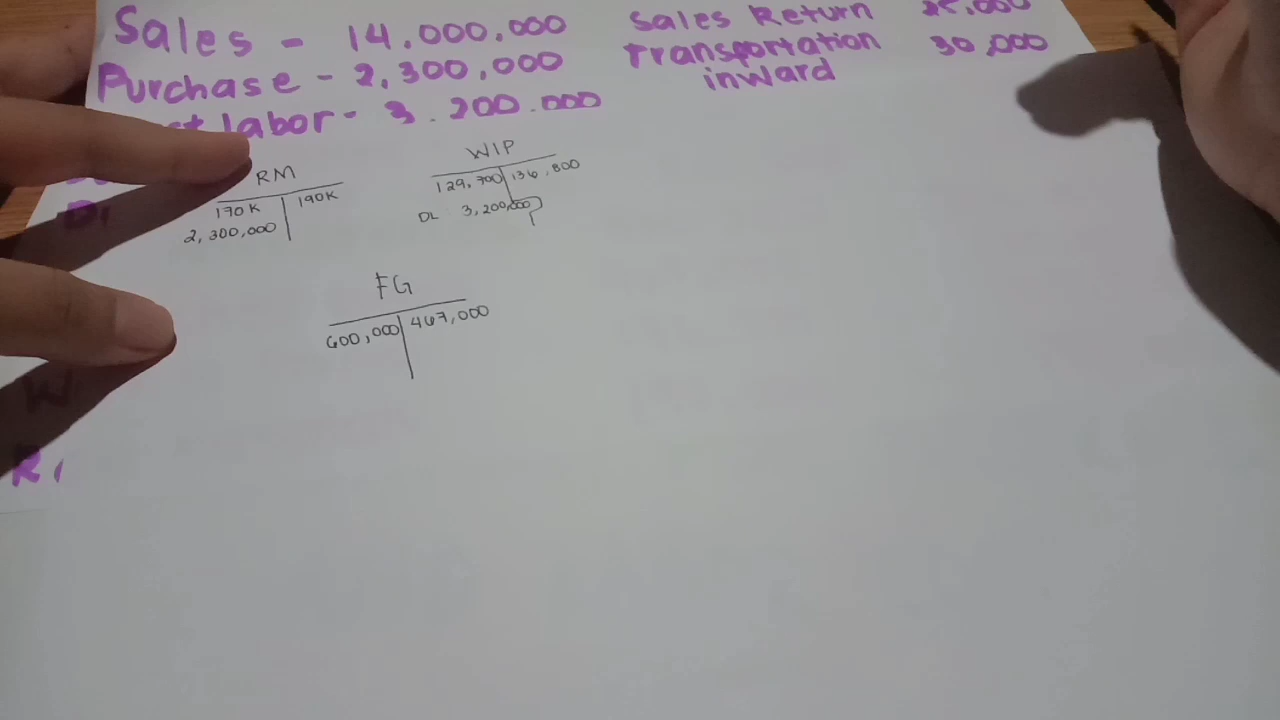 Sales - 14,000,000
Purchase - 2,300,000
labor - 3.200.000
Sales Return 25,000
Transportation 30,000
inward
RM
170K 190K
2,300,000
WIP
129,700 136,800
DL 3,200,000
FG
600,000 467,000